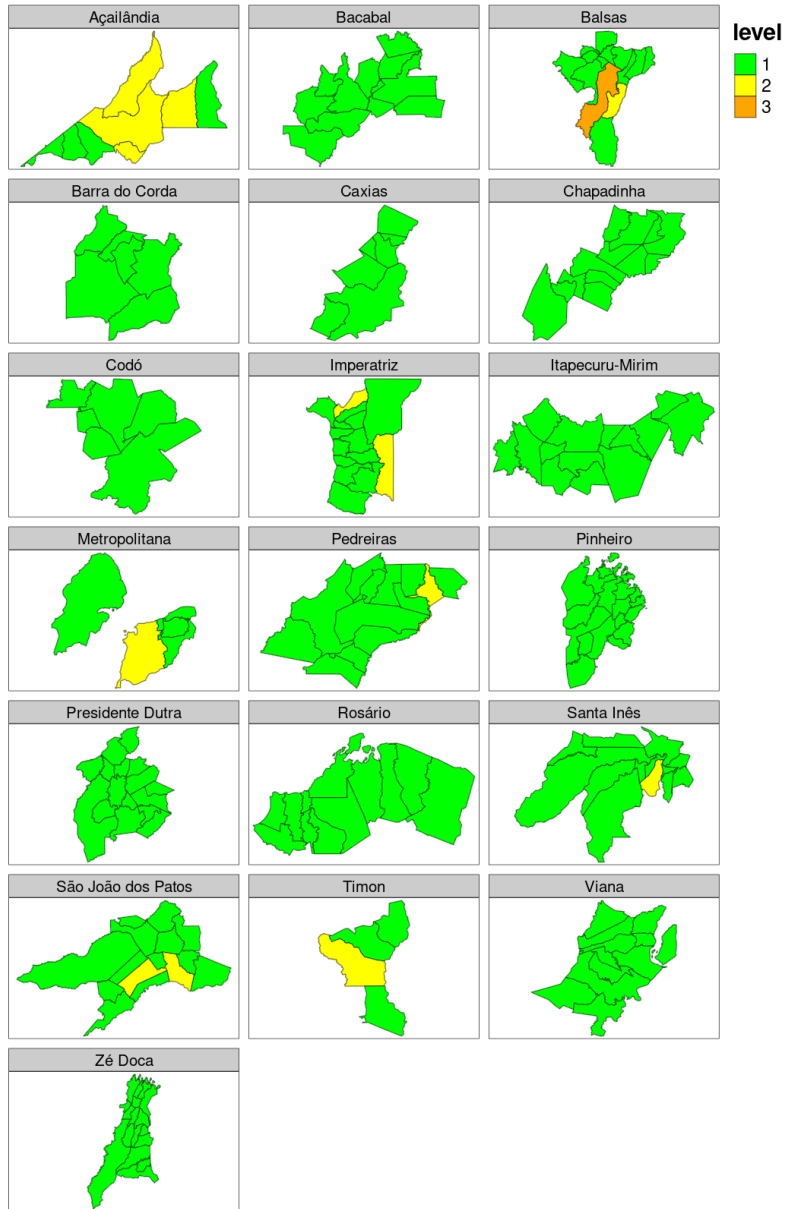 Açailândia
Bacabal
Balsas
level
1
2
3
Barra do Corda
Caxias
Chapadinha
Codó
Imperatriz
Itapecuru-Mirim
Metropolitana
Pedreiras
Pinheiro
Presidente Dutra
Rosário
Santa Inês
São João dos Patos
Timon
Viana
Zé Doca